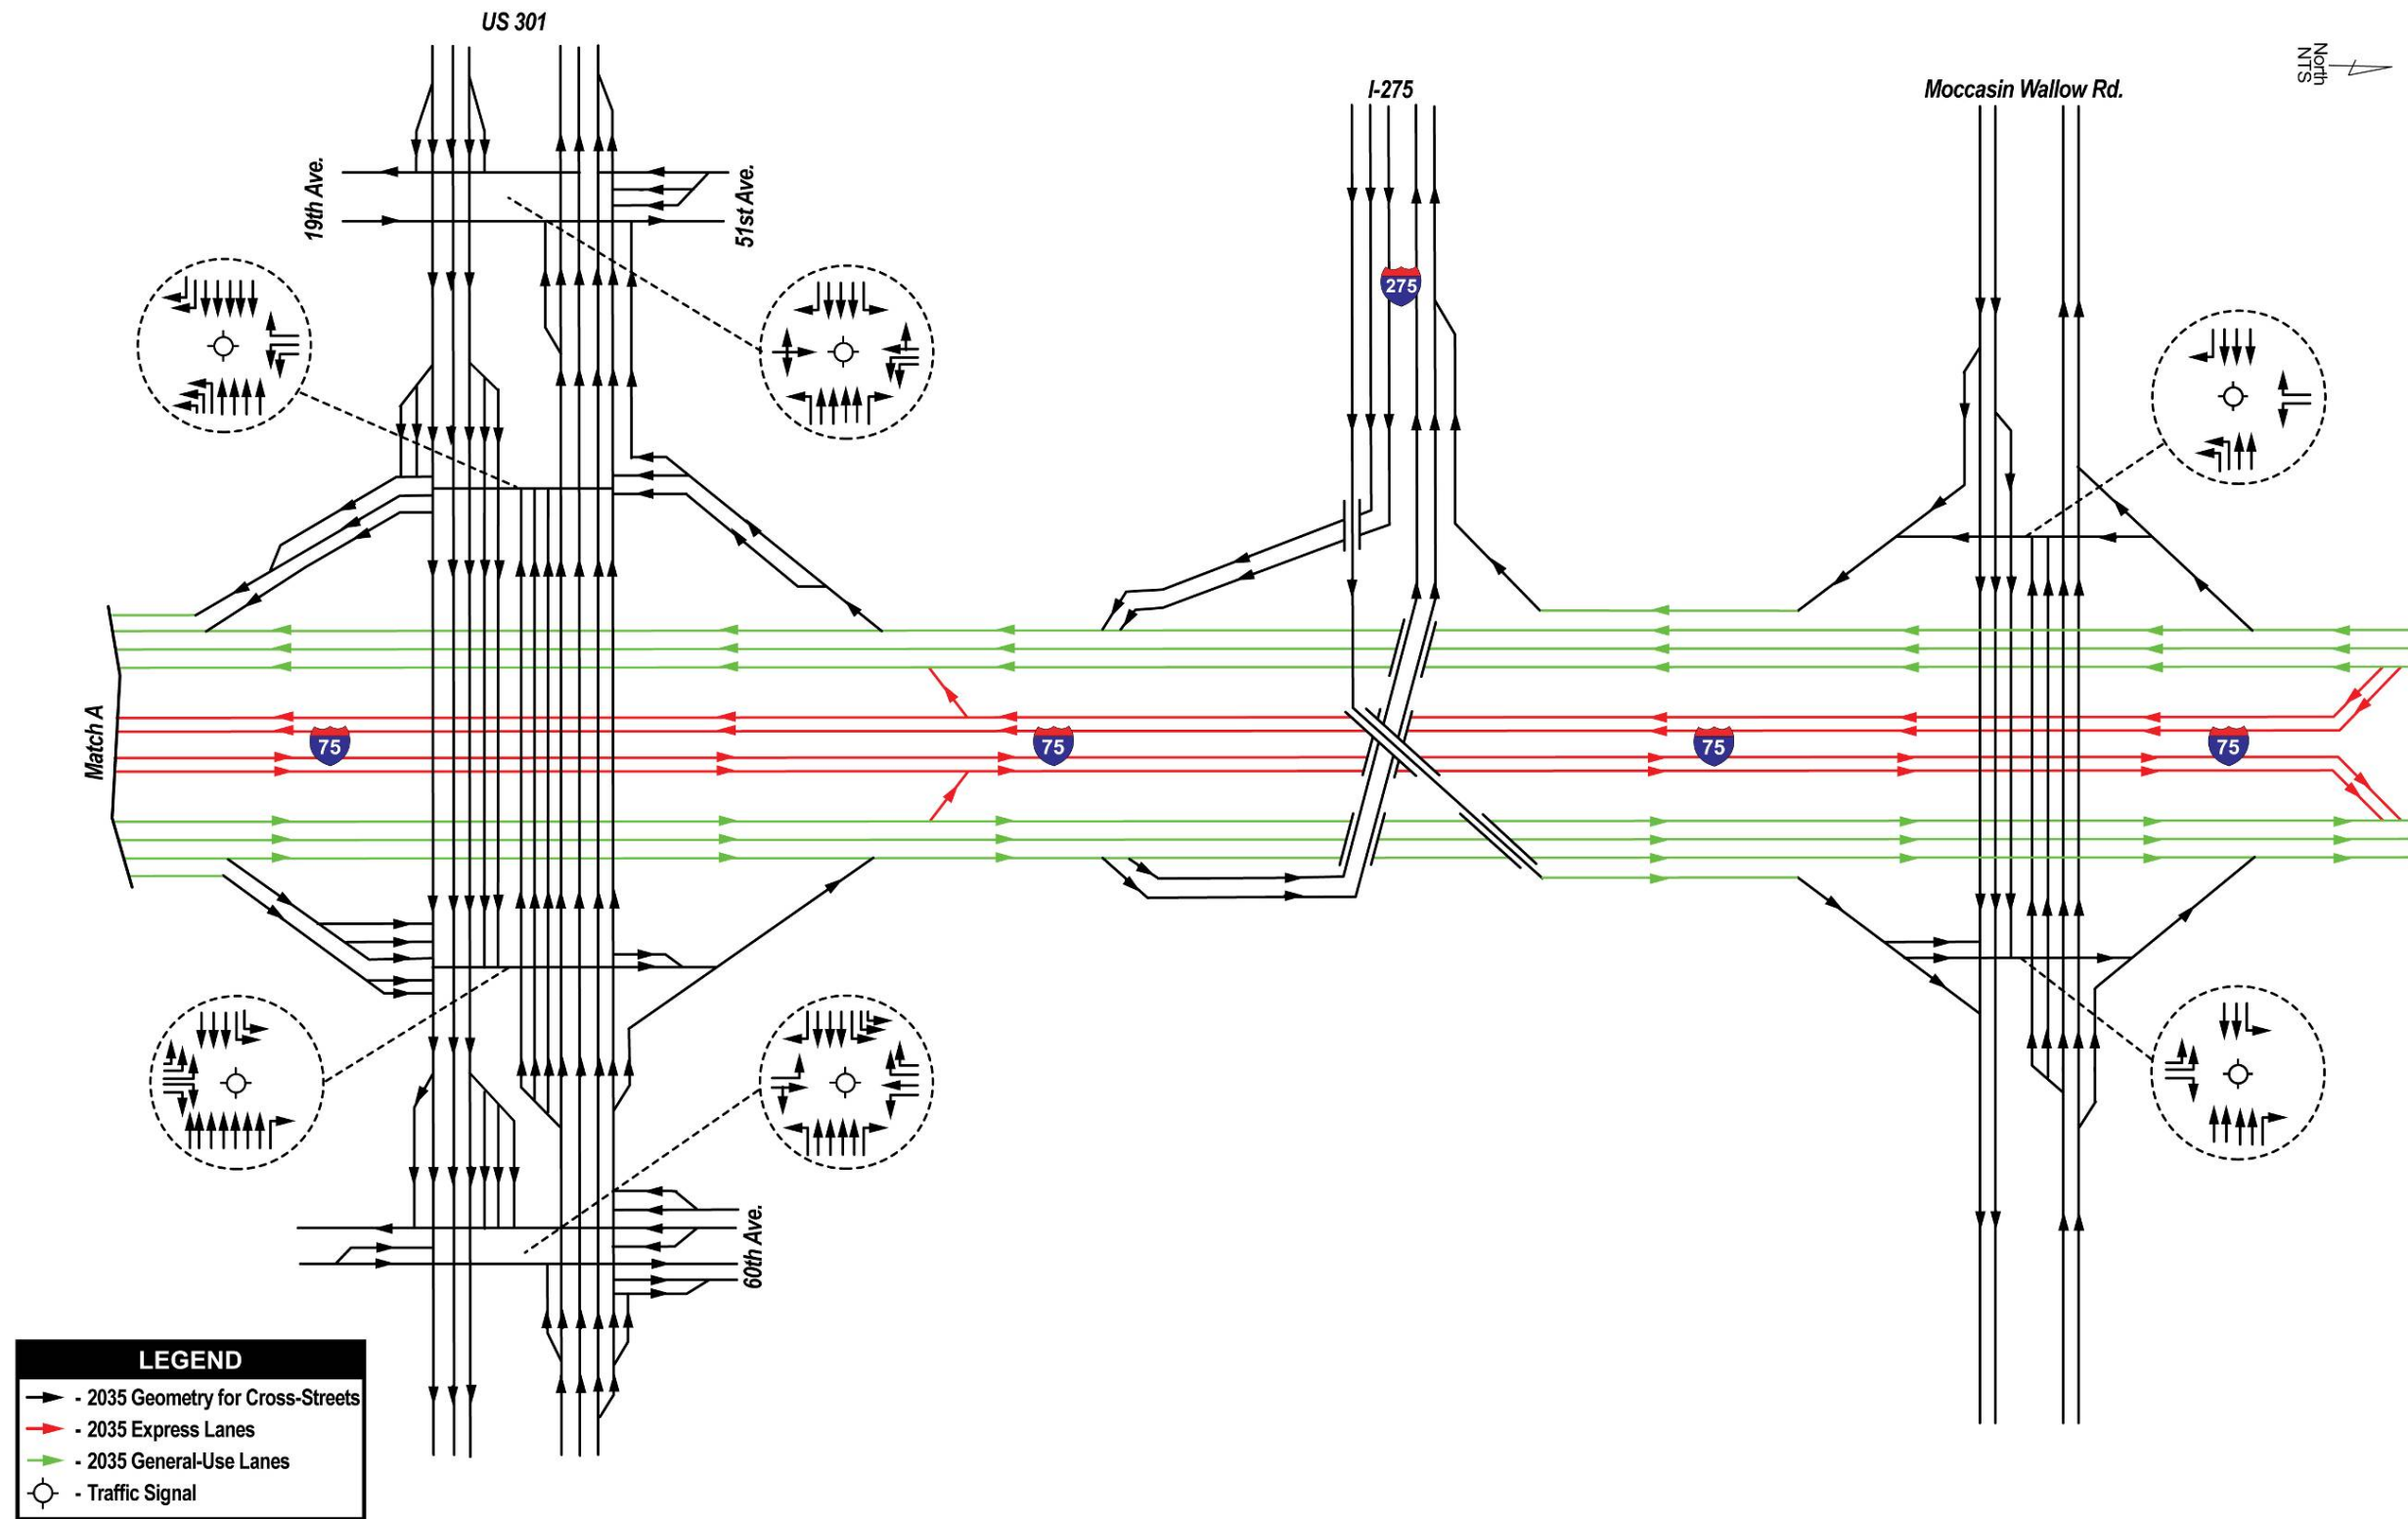 US 301
I-275
Moccasin Wallow Rd.
North
NTS
19th Ave.
51st Ave.
275
Match A
75
75
75
75
60th Ave.
LEGEND
- 2035 Geometry for Cross-Streets
- 2035 Express Lanes
- 2035 General-Use Lanes
- Traffic Signal